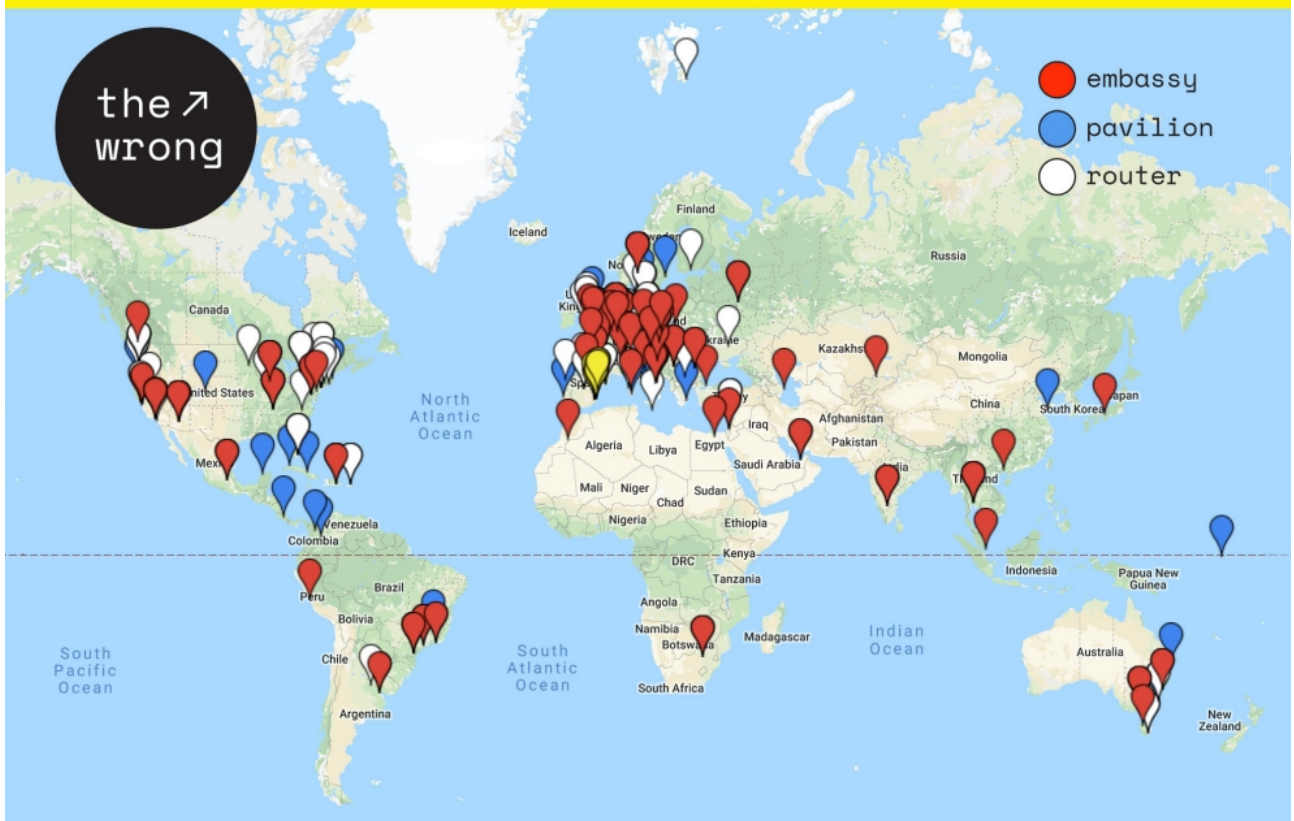 the ↗
wrong
embassy
pavilion
router
Finland
Iceland
Russia
Canada
Kazakhs
Mongolia
United States
North
Atlantic
Ocean
China
South Korea
Japan
Afghanistan
Iraq
Pakistan
Algeria
Libya
Egypt
Saudi Arabia
India
Mali
Niger
Chad
Sudan
Thailand
Nigeria
Ethiopia
Venezuela
Colombia
DRC
Kenya
Tanzania
Indonesia
Papua New
Guinea
Peru
Brazil
Angola
Bolivia
Namibia
Botswana
Madagascar
Indian
Ocean
South
Pacific
Ocean
Chile
South
Atlantic
Ocean
Australia
South Africa
Argentina
New
Zealand